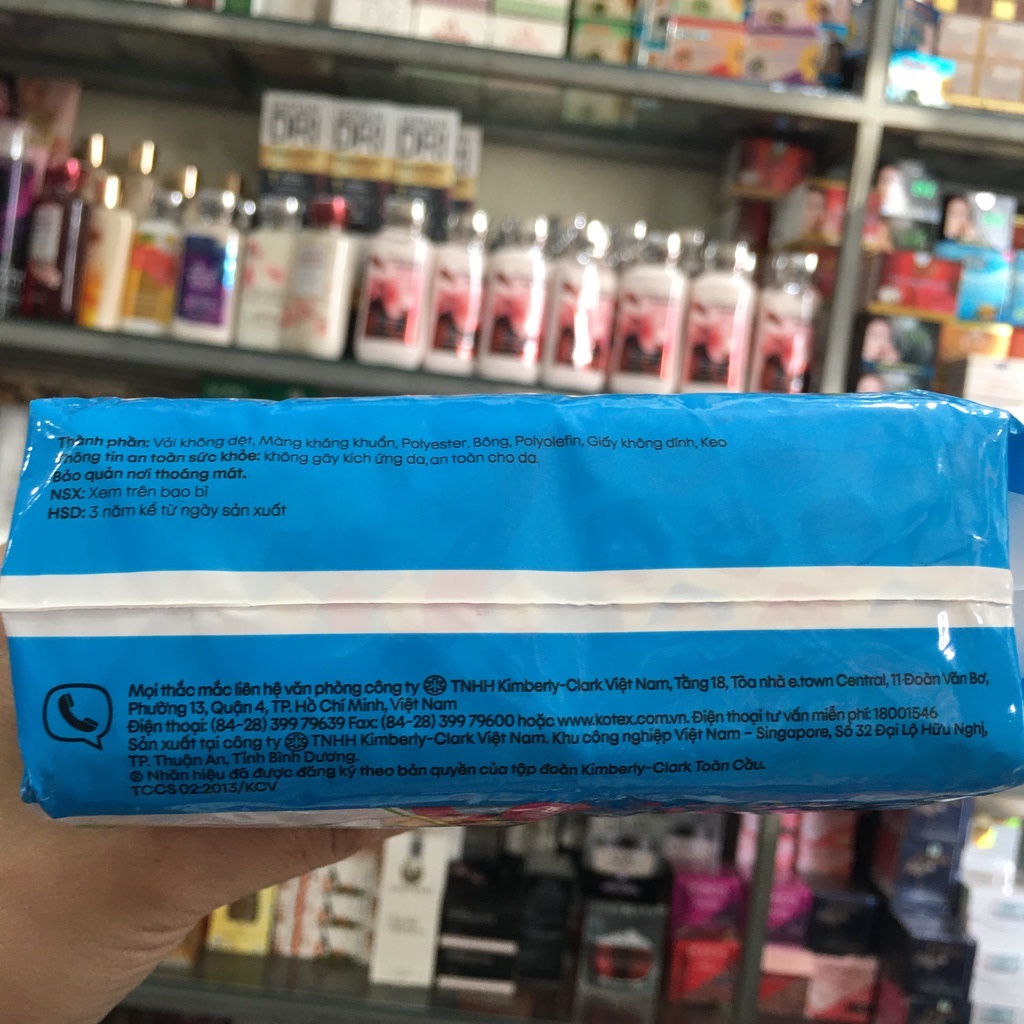 DRI
DRI
DRI
Thành phần: Vải không dệt, Màng kháng khuẩn, Polyester, Bông, Polyolefin, Giấy không dính, Keo
Thông tin an toàn sức khỏe: không gây kích ứng da,an toàn cho da.
Bảo quản nơi thoáng mát.
NSX: Xem trên bao bì
HSD: 3 năm kể từ ngày sản xuất
Mọi thắc mắc liên hệ văn phòng công ty TNHH Kimberly-Clark Việt Nam, Tầng 18, Tòa nhà e.town Central, 11 Đoàn Văn Bơ,
Phường 13, Quận 4, TP. Hồ Chí Minh, Việt Nam
Điện thoại: (84-28) 399 79639 Fax: (84-28) 399 79600 hoặc www.kotex.com.vn. Điện thoại tư vấn miễn phí: 18001546
Sản xuất tại công ty TNHH Kimberly-Clark Việt Nam. Khu công nghiệp Việt Nam – Singapore, Số 32 Đại Lộ Hữu Nghị,
TP. Thuận An, Tỉnh Bình Dương.
® Nhãn hiệu đã được đăng ký theo bản quyền của tập đoàn Kimberly-Clark Toàn Cầu.
TCCS 02:2013/KCV